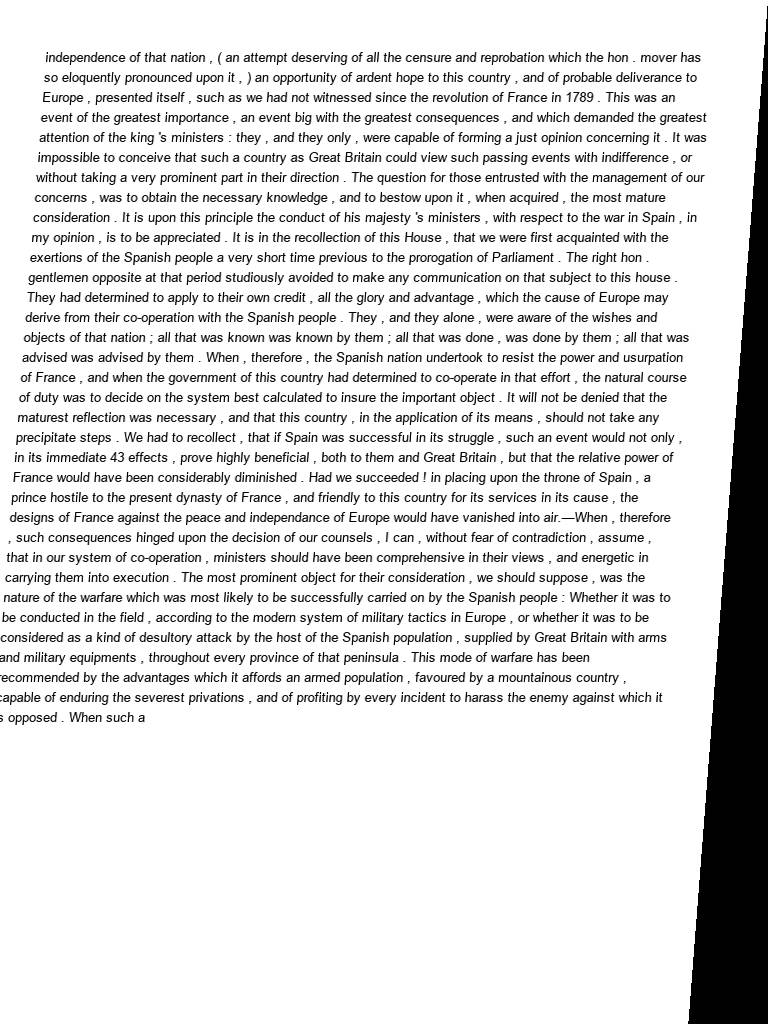 independence of that nation , ( an attempt deserving of all the censure and reprobation which the hon . mover has
so eloquently pronounced upon it , ) an opportunity of ardent hope to this country , and of probable deliverance to
Europe , presented itself , such as we had not witnessed since the revolution of France in 1789 . This was an
event of the greatest importance , an event big with the greatest consequences , and which demanded the greatest
attention of the king 's ministers : they , and they only , were capable of forming a just opinion concerning it . It was
impossible to conceive that such a country as Great Britain could view such passing events with indifference , or
without taking a very prominent part in their direction . The question for those entrusted with the management of our
concerns , was to obtain the necessary knowledge , and to bestow upon it , when acquired , the most mature
consideration . It is upon this principle the conduct of his majesty 's ministers , with respect to the war in Spain , in
my opinion , is to be appreciated . It is in the recollection of this House , that we were first acquainted with the
exertions of the Spanish people a very short time previous to the prorogation of Parliament . The right hon .
gentlemen opposite at that period studiously avoided to make any communication on that subject to this house .
They had determined to apply to their own credit , all the glory and advantage , which the cause of Europe may
derive from their co-operation with the Spanish people . They , and they alone , were aware of the wishes and
objects of that nation ; all that was known was known by them ; all that was done , was done by them ; all that was
advised was advised by them . When , therefore , the Spanish nation undertook to resist the power and usurpation
of France , and when the government of this country had determined to co-operate in that effort , the natural course
of duty was to decide on the system best calculated to insure the important object . It will not be denied that the
maturest reflection was necessary , and that this country , in the application of its means , should not take any
precipitate steps . We had to recollect , that if Spain was successful in its struggle , such an event would not only ,
in its immediate 43 effects , prove highly beneficial , both to them and Great Britain , but that the relative power of
France would have been considerably diminished . Had we succeeded ! in placing upon the throne of Spain , a
prince hostile to the present dynasty of France , and friendly to this country for its services in its cause , the
designs of France against the peace and independance of Europe would have vanished into air.—When , therefore
, such consequences hinged upon the decision of our counsels , I can , without fear of contradiction , assume ,
that in our system of co-operation , ministers should have been comprehensive in their views , and energetic in
carrying them into execution . The most prominent object for their consideration , we should suppose , was the
nature of the warfare which was most likely to be successfully carried on by the Spanish people : Whether it was to
be conducted in the field , according to the modern system of military tactics in Europe , or whether it was to be
considered as a kind of desultory attack by the host of the Spanish population , supplied by Great Britain with arms
and military equipments , throughout every province of that peninsula . This mode of warfare has been
recommended by the advantages which it affords an armed population , favoured by a mountainous country ,
capable of enduring the severest privations , and of profiting by every incident to harass the enemy against which it
s opposed . When such a